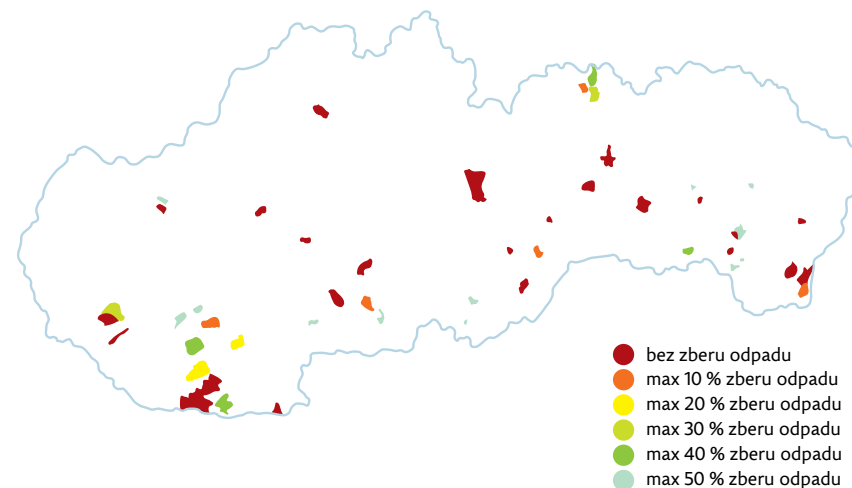 bez zberu odpadu
max 10 % zberu odpadu
max 20 % zberu odpadu
max 30 % zberu odpadu
max 40 % zberu odpadu
max 50 % zberu odpadu